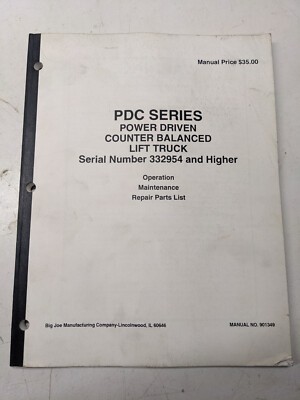 Manual Price $35.00
PDC SERIES
POWER DRIVEN
COUNTER BALANCED
LIFT TRUCK
Serial Number 332954 and Higher
Operation
Maintenance
Repair Parts List
Big Joe Manufacturing Company-Lincolnwood, IL 60646
MANUAL NO. 901349